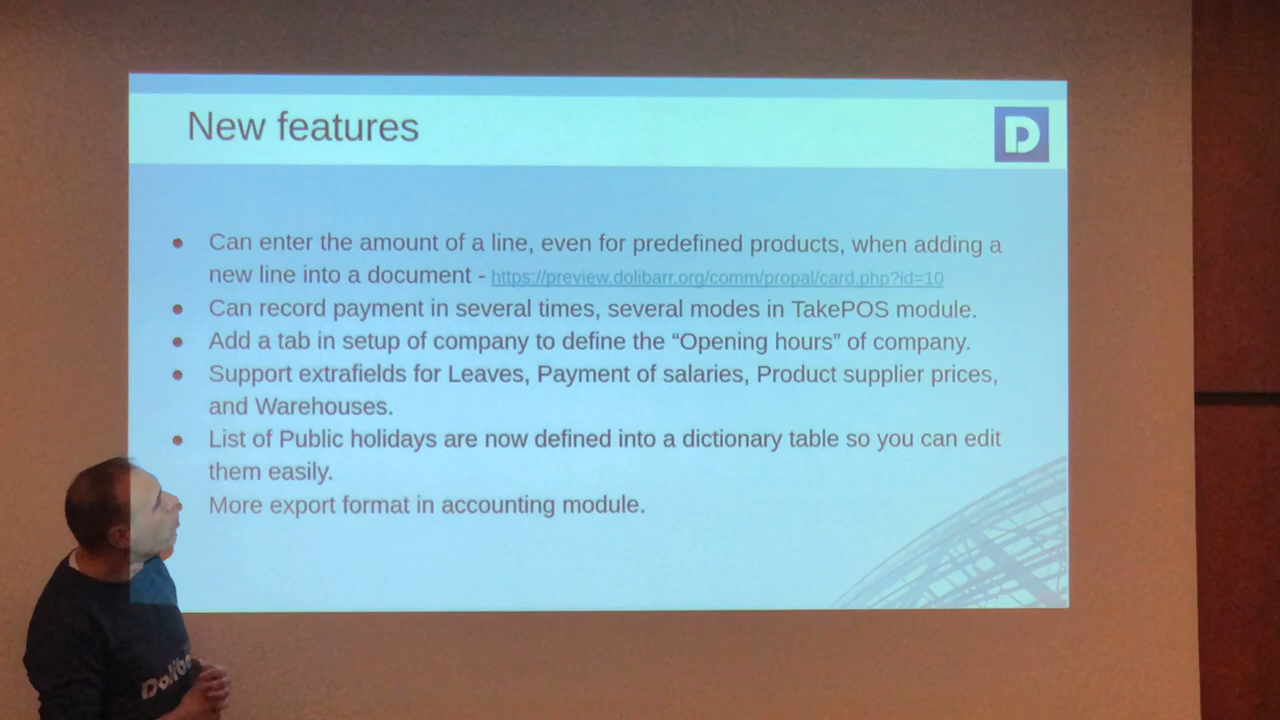 New features
D
● Can enter the amount of a line, even for predefined products, when adding a
new line into a document - https://preview.dolibarr.org/comm/propal/card.php?id=10
● Can record payment in several times, several modes in TakePOS module.
● Add a tab in setup of company to define the “Opening hours” of company.
● Support extrafields for Leaves, Payment of salaries, Product supplier prices,
and Warehouses.
● List of Public holidays are now defined into a dictionary table so you can edit
them easily.
More export format in accounting module.